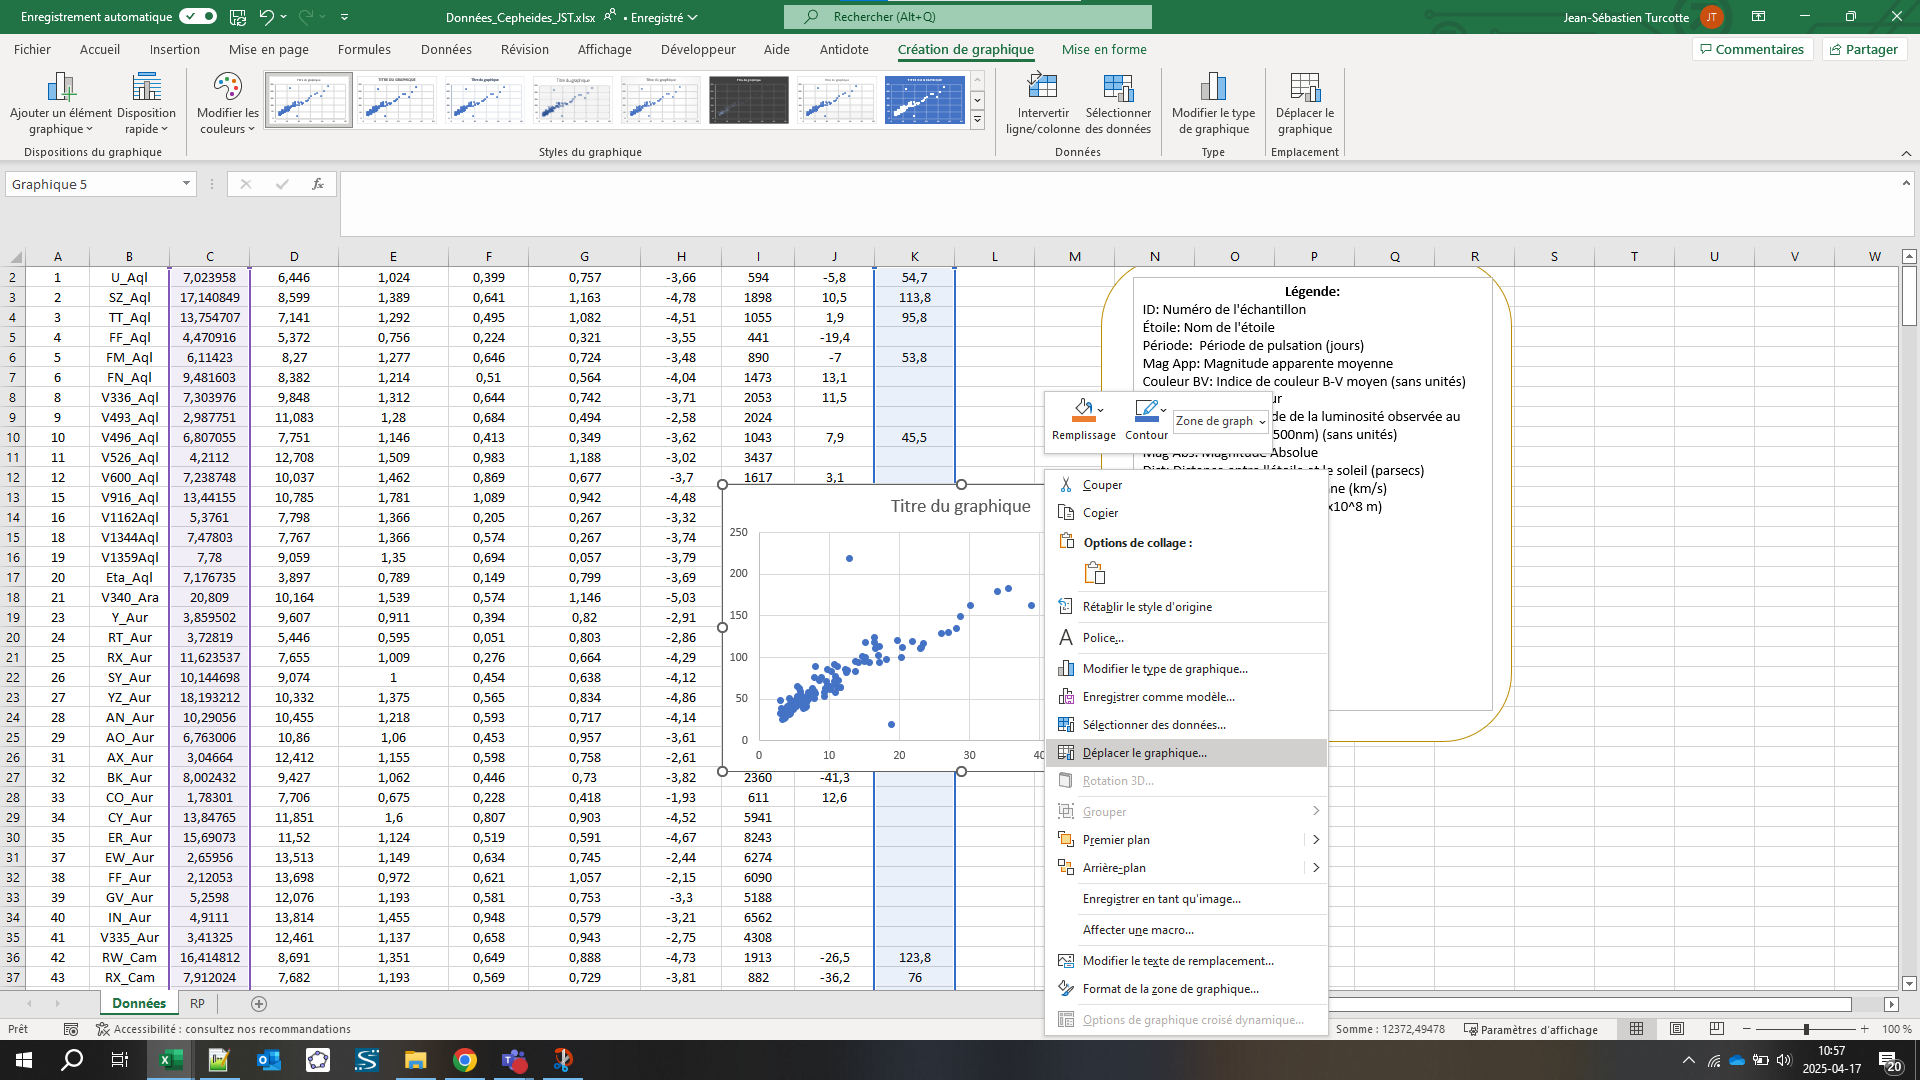 Enregistrement automatique
Données_Cepheides_JST.xlsx • Enregistré
Rechercher (Alt+Q)
Jean-Sébastien Turcotte
JT
Fichier Accueil Insertion Mise en page Formules Données Révision Affichage Développeur Aide Antidote Création de graphique Mise en forme
Commentaires Partager
Ajouter un élément graphique
Disposition rapide
Modifier les couleurs
Intervertir ligne/colonne
Sélectionner des données
Modifier le type de graphique
Déplacer le graphique
Dispositions du graphique Styles du graphique Données Type Emplacement
Graphique 5
fx
A B C D E F G H I J K L M N O P Q R S T U V W
2 1 U_Aql 7,023958 6,446 1,024 0,399 0,757 -3,66 594 -5,8 54,7
3 2 SZ_Aql 17,140849 8,599 1,389 0,641 1,163 -4,78 1898 10,5 113,8
4 3 TT_Aql 13,754707 7,141 1,292 0,495 1,082 -4,51 1055 1,9 95,8
5 4 FF_Aql 4,470916 5,372 0,756 0,224 0,321 -3,55 441 -19,4
6 5 FM_Aql 6,11423 8,27 1,277 0,646 0,724 -3,48 890 -7 53,8
7 6 FN_Aql 9,481603 8,382 1,214 0,51 0,564 -4,04 1473 13,1
8 8 V336_Aql 7,303976 9,848 1,312 0,644 0,742 -3,71 2053 11,5
9 9 V493_Aql 2,987751 11,083 1,28 0,684 0,494 -2,58 2024
10 10 V496_Aql 6,807055 7,751 1,146 0,413 0,349 -3,62 1043 7,9 45,5
11 11 V526_Aql 4,2112 12,708 1,509 0,983 1,188 -3,02 3437
12 12 V600_Aql 7,238748 10,037 1,462 0,869 0,677 -3,7 1617 3,1
13 15 V916_Aql 13,44155 10,785 1,781 1,089 0,942 -4,48
14 16 V1162Aql 5,3761 7,798 1,366 0,205 0,267 -3,32
15 18 V1344Aql 7,47803 7,767 1,366 0,574 0,267 -3,74
16 19 V1359Aql 7,78 9,059 1,35 0,694 0,057 -3,79
17 20 Eta_Aql 7,176735 3,897 0,789 0,149 0,799 -3,69
18 21 V340_Ara 20,809 10,164 1,539 0,574 1,146 -5,03
19 23 Y_Aur 3,859502 9,607 0,911 0,394 0,82 -2,91
20 24 RT_Aur 3,72819 5,446 0,595 0,051 0,803 -2,86
21 25 RX_Aur 11,623537 7,655 1,009 0,276 0,664 -4,29
22 26 SY_Aur 10,144698 9,074 1 0,454 0,638 -4,12
23 27 YZ_Aur 18,193212 10,332 1,375 0,565 0,834 -4,86
24 28 AN_Aur 10,29056 10,455 1,218 0,593 0,717 -4,14
25 29 AO_Aur 6,763006 10,86 1,06 0,453 0,957 -3,61
26 31 AX_Aur 3,04664 12,412 1,155 0,598 0,758 -2,61
27 32 BK_Aur 8,002432 9,427 1,062 0,446 0,73 -3,82 2360 -41,3
28 33 CO_Aur 1,78301 7,706 0,675 0,228 0,418 -1,93 611 12,6
29 34 CY_Aur 13,84765 11,851 1,6 0,807 0,903 -4,52 5941
30 35 ER_Aur 15,69073 11,52 1,124 0,519 0,591 -4,67 8243
31 37 EW_Aur 2,65956 13,513 1,149 0,634 0,745 -2,44 6274
32 38 FF_Aur 2,12053 13,698 0,972 0,621 1,057 -2,15 6090
33 39 GV_Aur 5,2598 12,076 1,193 0,581 0,753 -3,3 5188
34 40 IN_Aur 4,9111 13,814 1,455 0,948 0,579 -3,21 6562
35 41 V335_Aur 3,41325 12,461 1,137 0,658 0,943 -2,75 4308
36 42 RW_Cam 16,414812 8,691 1,351 0,649 0,888 -4,73 1913 -26,5 123,8
37 43 RX_Cam 7,912024 7,682 1,193 0,569 0,729 -3,81 882 -36,2 76
Titre du graphique
250
200
150
100
50
0
0 10 20 30 40
Légende:
ID: Numéro de l'échantillon
Étoile: Nom de l'étoile
Période: Période de pulsation (jours)
Mag App: Magnitude apparente moyenne
Couleur BV: Indice de couleur B-V moyen (sans unités)
ur
de de la luminosité observée au
500nm) (sans unités)
Mag Abs: Magnitude Absolue
Dist: Distance entre l'étoile et le soleil (parsecs)
ne (km/s)
x10^8 m)
Remplissage Contour Zone de graph
Couper
Copier
Options de collage :
Rétablir le style d'origine
Police...
Modifier le type de graphique...
Enregistrer comme modèle...
Sélectionner des données...
Déplacer le graphique...
Rotation 3D...
Grouper
Premier plan
Arrière-plan
Enregistrer en tant qu'image...
Affecter une macro...
Modifier le texte de remplacement...
Format de la zone de graphique...
Options de graphique croisé dynamique...
Données RP
Prêt Accessibilité : consultez nos recommandations Somme : 12372,49478 Paramètres d'affichage 100 %
10:57
2025-04-17
20